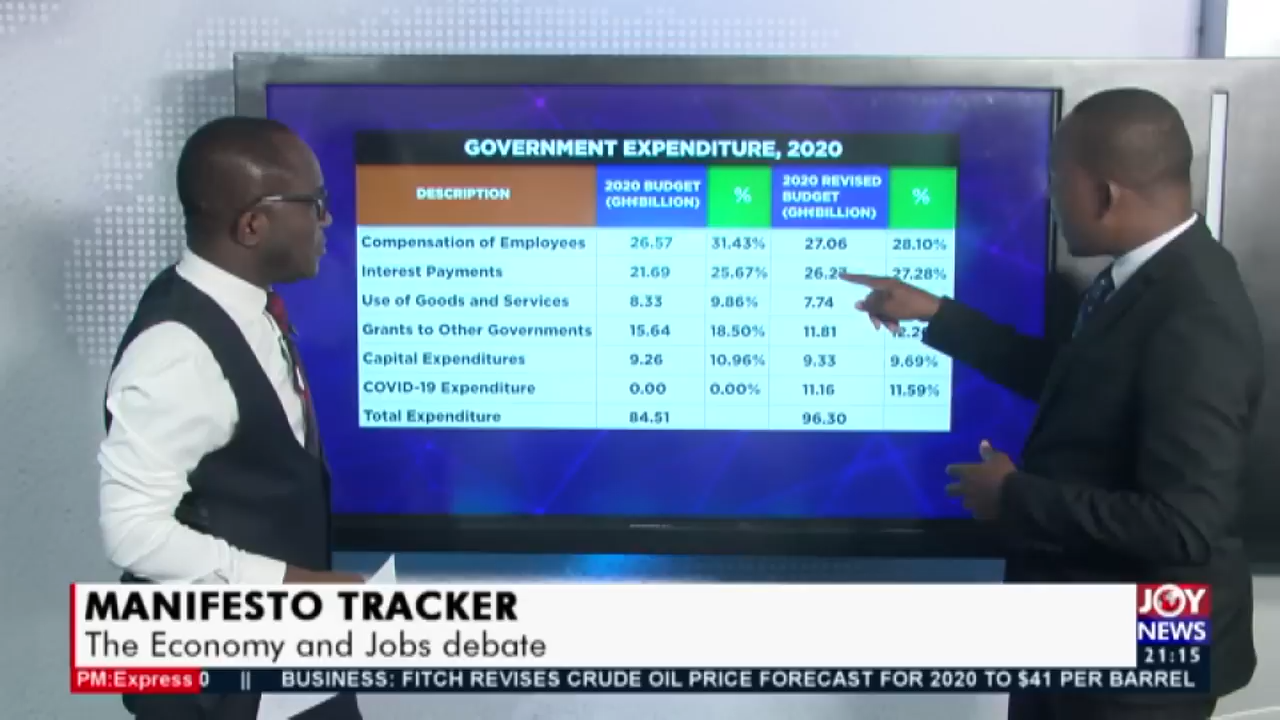 GOVERNMENT EXPENDITURE, 2020
DESCRIPTION 2020 BUDGET (GH¢BILLION) % 2020 REVISED BUDGET (GH¢BILLION) %
Compensation of Employees 26.57 31.43% 27.06 28.10%
Interest Payments 21.69 25.67% 27.28%
Use of Goods and Services 8.33 9.86% 7.74
Grants to Other Governments 15.64 18.50% 11.81
Capital Expenditures 9.26 10.96% 9.33 9.69%
COVID-19 Expenditure 0.00 0.00% 11.16 11.59%
Total Expenditure 84.51 96.30
MANIFESTO TRACKER
The Economy and Jobs debate
JOY
NEWS
21:15
PM:Express 0 || BUSINESS: FITCH REVISES CRUDE OIL PRICE FORECAST FOR 2020 TO $41 PER BARREL